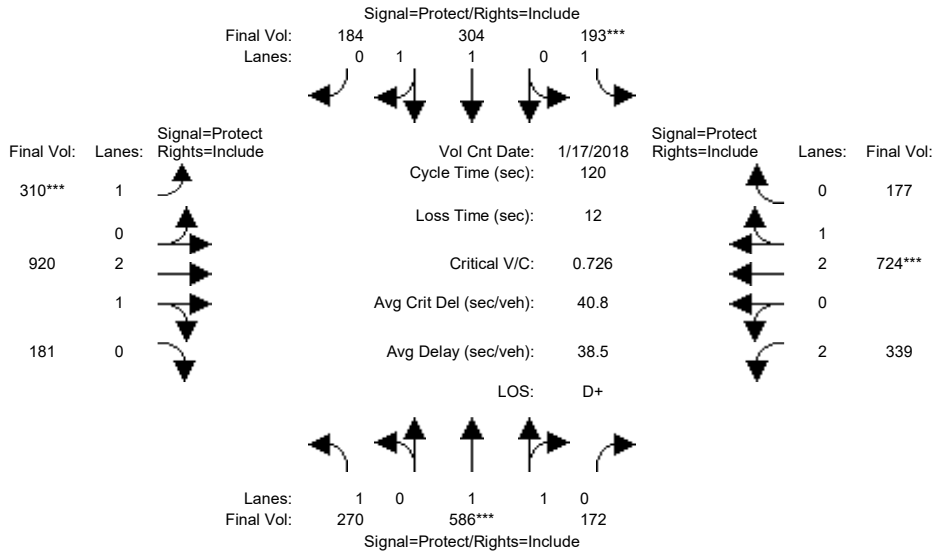 Signal=Protect/Rights=Include
Final Vol: 184 304 193***
Lanes: 0 1 1 0 1
Signal=Protect
Final Vol: Lanes: Rights=Include
Vol Cnt Date: 1/17/2018
Signal=Protect
Rights=Include Lanes: Final Vol:
Cycle Time (sec): 120
310*** 1
0 177
Loss Time (sec): 12
0
1
920 2
Critical V/C: 0.726
2 724***
1
Avg Crit Del (sec/veh): 40.8
0
181 0
Avg Delay (sec/veh): 38.5
2 339
LOS: D+
Lanes: 1 0 1 1 0
Final Vol: 270 586*** 172
Signal=Protect/Rights=Include